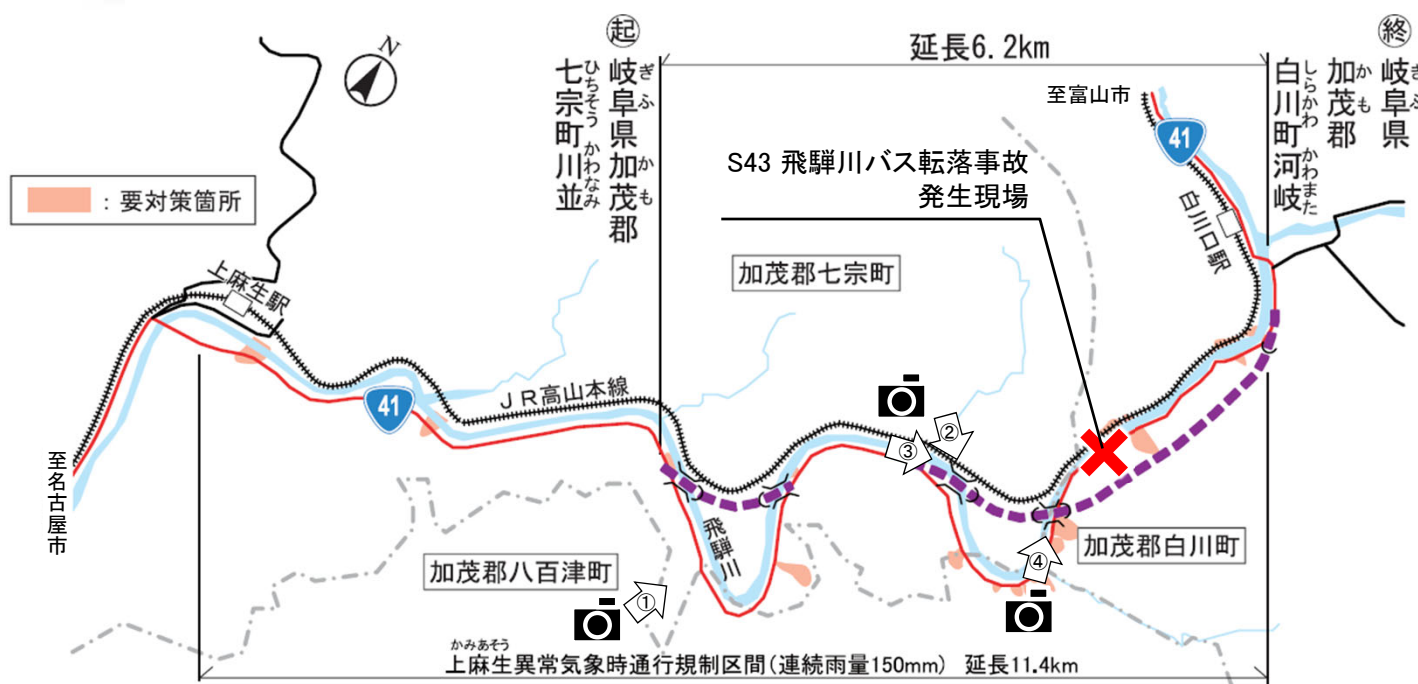 起
岐阜県加茂郡
ぎふ かも
七宗町川並
ひちそう かわなみ
延長6.2km
終
岐阜県
ぎふ
加茂郡
かも
白川町河岐
しらかわ かわまた
N
至富山市
41
S43 飛騨川バス転落事故
発生現場
：要対策箇所
白川口駅
加茂郡七宗町
上麻生駅
JR高山本線
41
②
③
至名古屋市
飛騨川
加茂郡白川町
加茂郡八百津町
④
①
かみあそう
上麻生異常気象時通行規制区間(連続雨量150mm) 延長11.4km